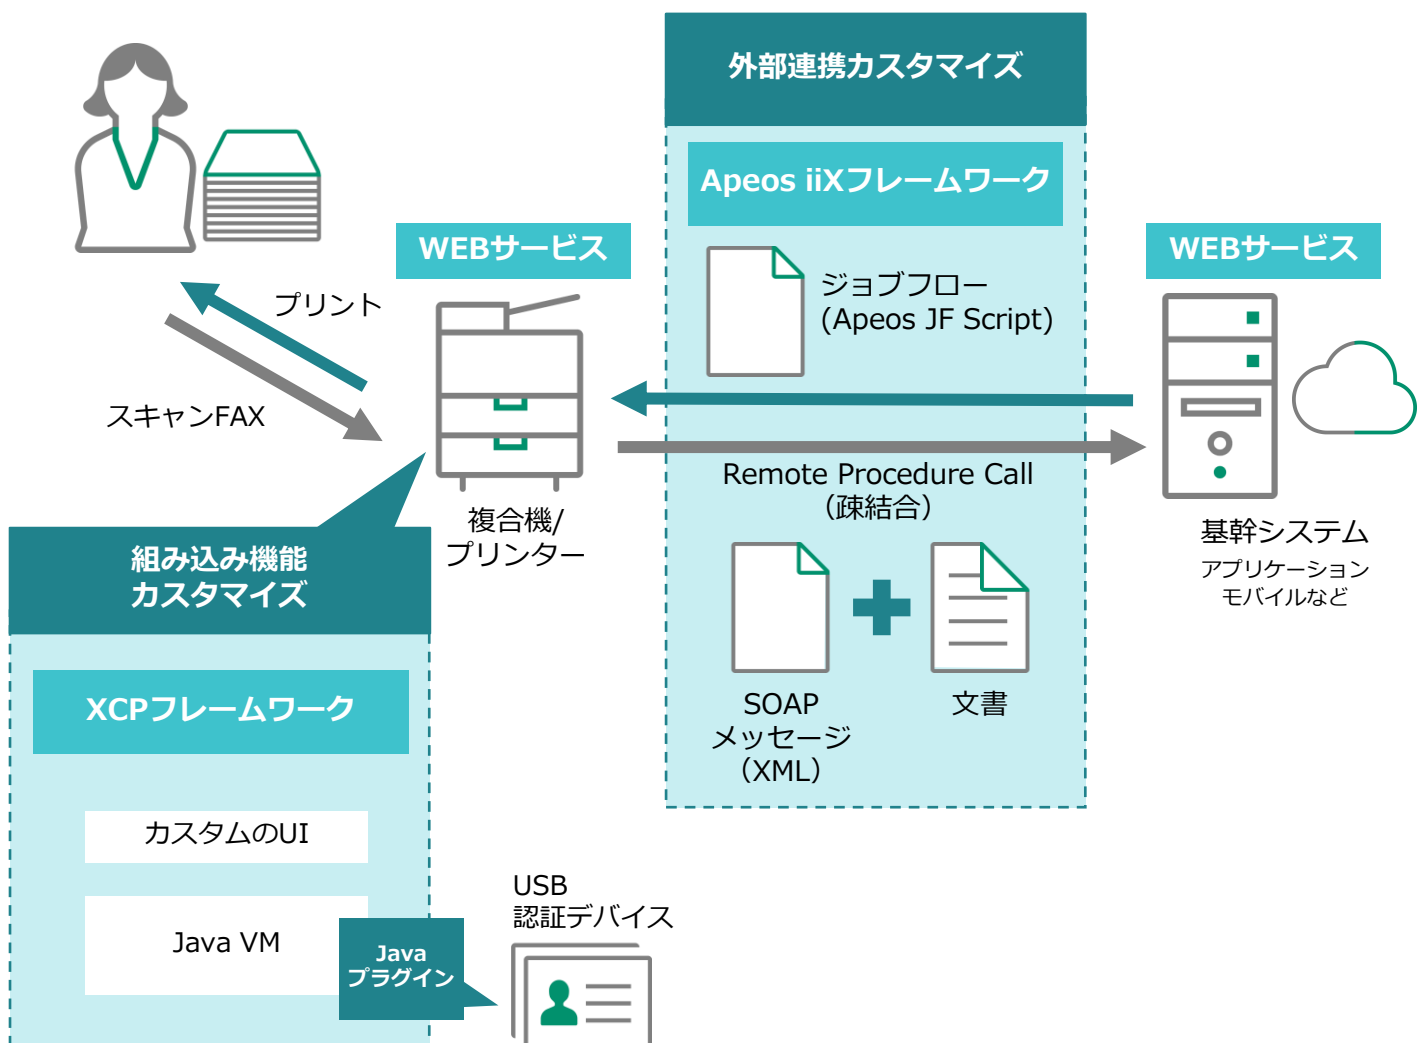 外部連携カスタマイズ
Apeos iiXフレームワーク
WEBサービス
WEBサービス
プリント
ジョブフロー
(Apeos JF Script)
スキャンFAX
Remote Procedure Call
（疎結合）
複合機/
プリンター
基幹システム
アプリケーション
モバイルなど
組み込み機能
カスタマイズ
SOAP
メッセージ
（XML）
文書
XCPフレームワーク
カスタムのUI
Java VM
Java
プラグイン
USB
認証デバイス